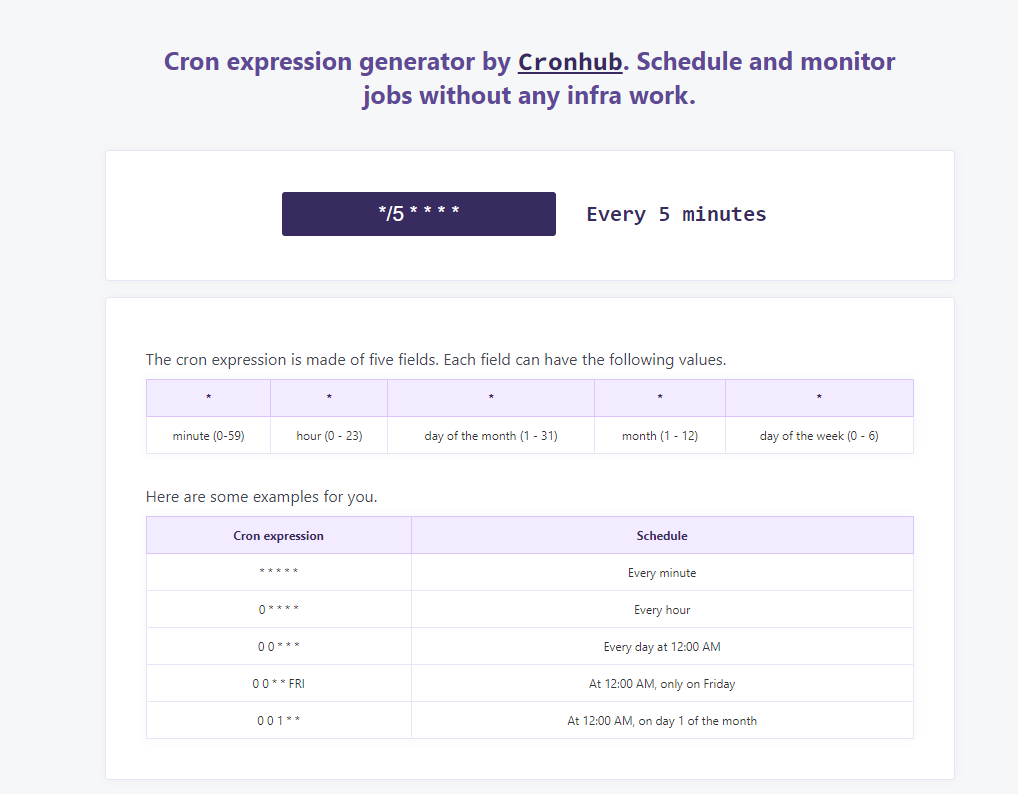 Cron expression generator by Cronhub. Schedule and monitor
jobs without any infra work.
*/5 * * * * Every 5 minutes
The cron expression is made of five fields. Each field can have the following values.
* * * * *
minute (0-59) hour (0 - 23) day of the month (1 - 31) month (1 - 12) day of the week (0 - 6)
Here are some examples for you.
Cron expression Schedule
* * * * * Every minute
0 * * * * Every hour
0 0 * * * Every day at 12:00 AM
0 0 * * FRI At 12:00 AM, only on Friday
0 0 1 * * At 12:00 AM, on day 1 of the month